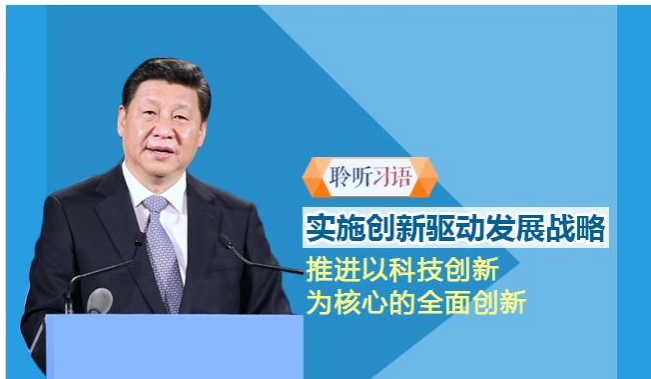 聆听习语
实施创新驱动发展战略
推进以科技创新
为核心的全面创新